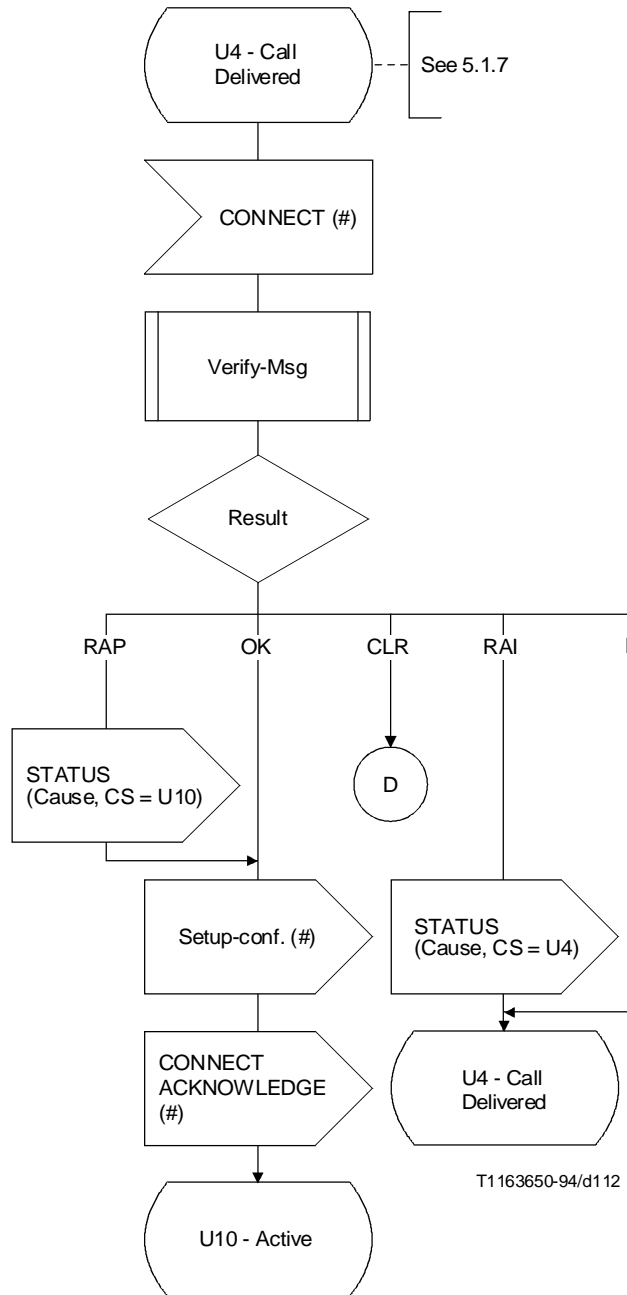 U4 - Call
Delivered
See 5.1.7
CONNECT (#)
Verify-Msg
Result
RAP
OK
CLR
RAI
STATUS
(Cause, CS = U10)
D
Setup-conf. (#)
STATUS
(Cause, CS = U4)
CONNECT
ACKNOWLEDGE
(#)
U4 - Call
Delivered
T1163650-94/d112
U10 - Active